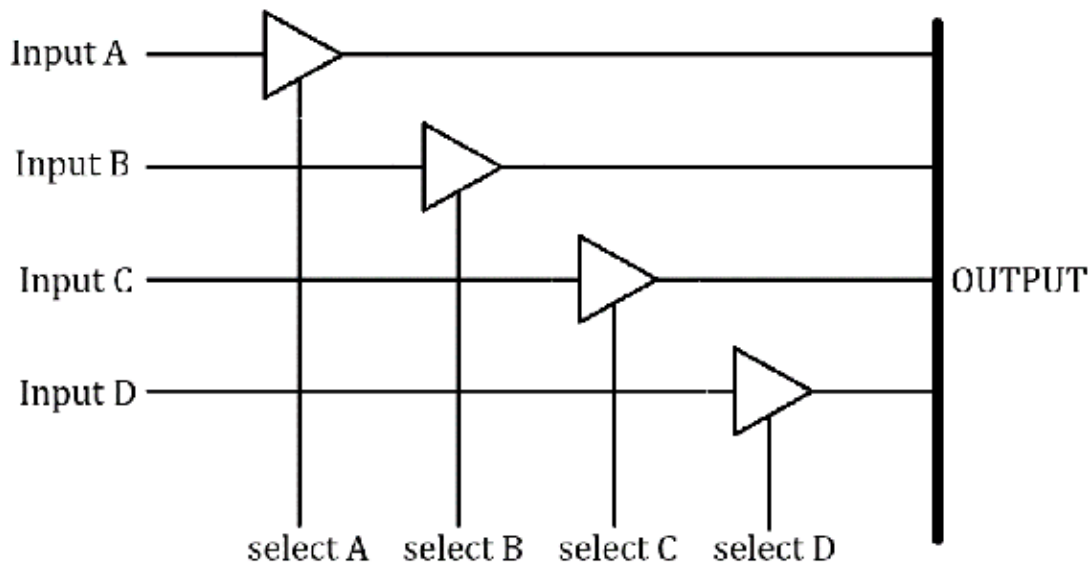 Input A
Input B
Input C
OUTPUT
Input D
select A select B select C select D